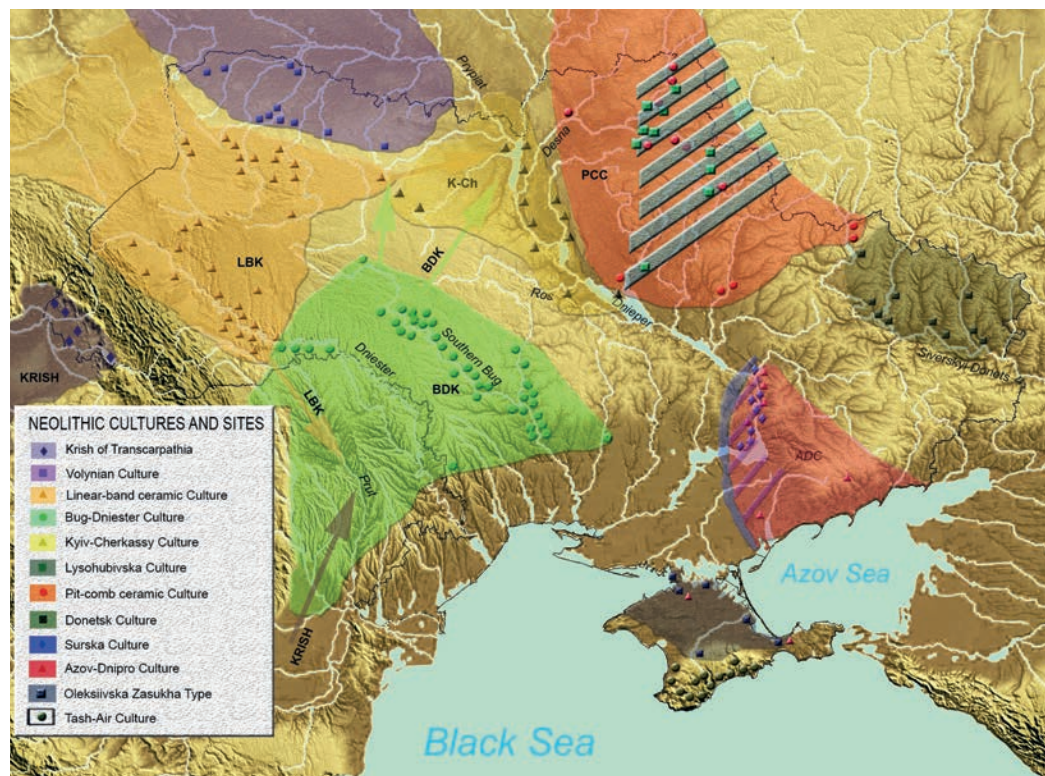 Prypiat
Desna
PCC
K-Ch
LBK
BDK
Ros
Dnieper
Siverskyi Donets
KRISH
Dniester
Southern Bug
BDK
LBK
Prut
ADC
KRISH
Azov Sea
Black Sea
NEOLITHIC CULTURES AND SITES
Krish of Transcarpathia
Volynian Culture
Linear-band ceramic Culture
Bug-Dniester Culture
Kyiv-Cherkassy Culture
Lysohubivska Culture
Pit-comb ceramic Culture
Donetsk Culture
Surska Culture
Azov-Dnipro Culture
Oleksiivska Zasukha Type
Tash-Air Culture